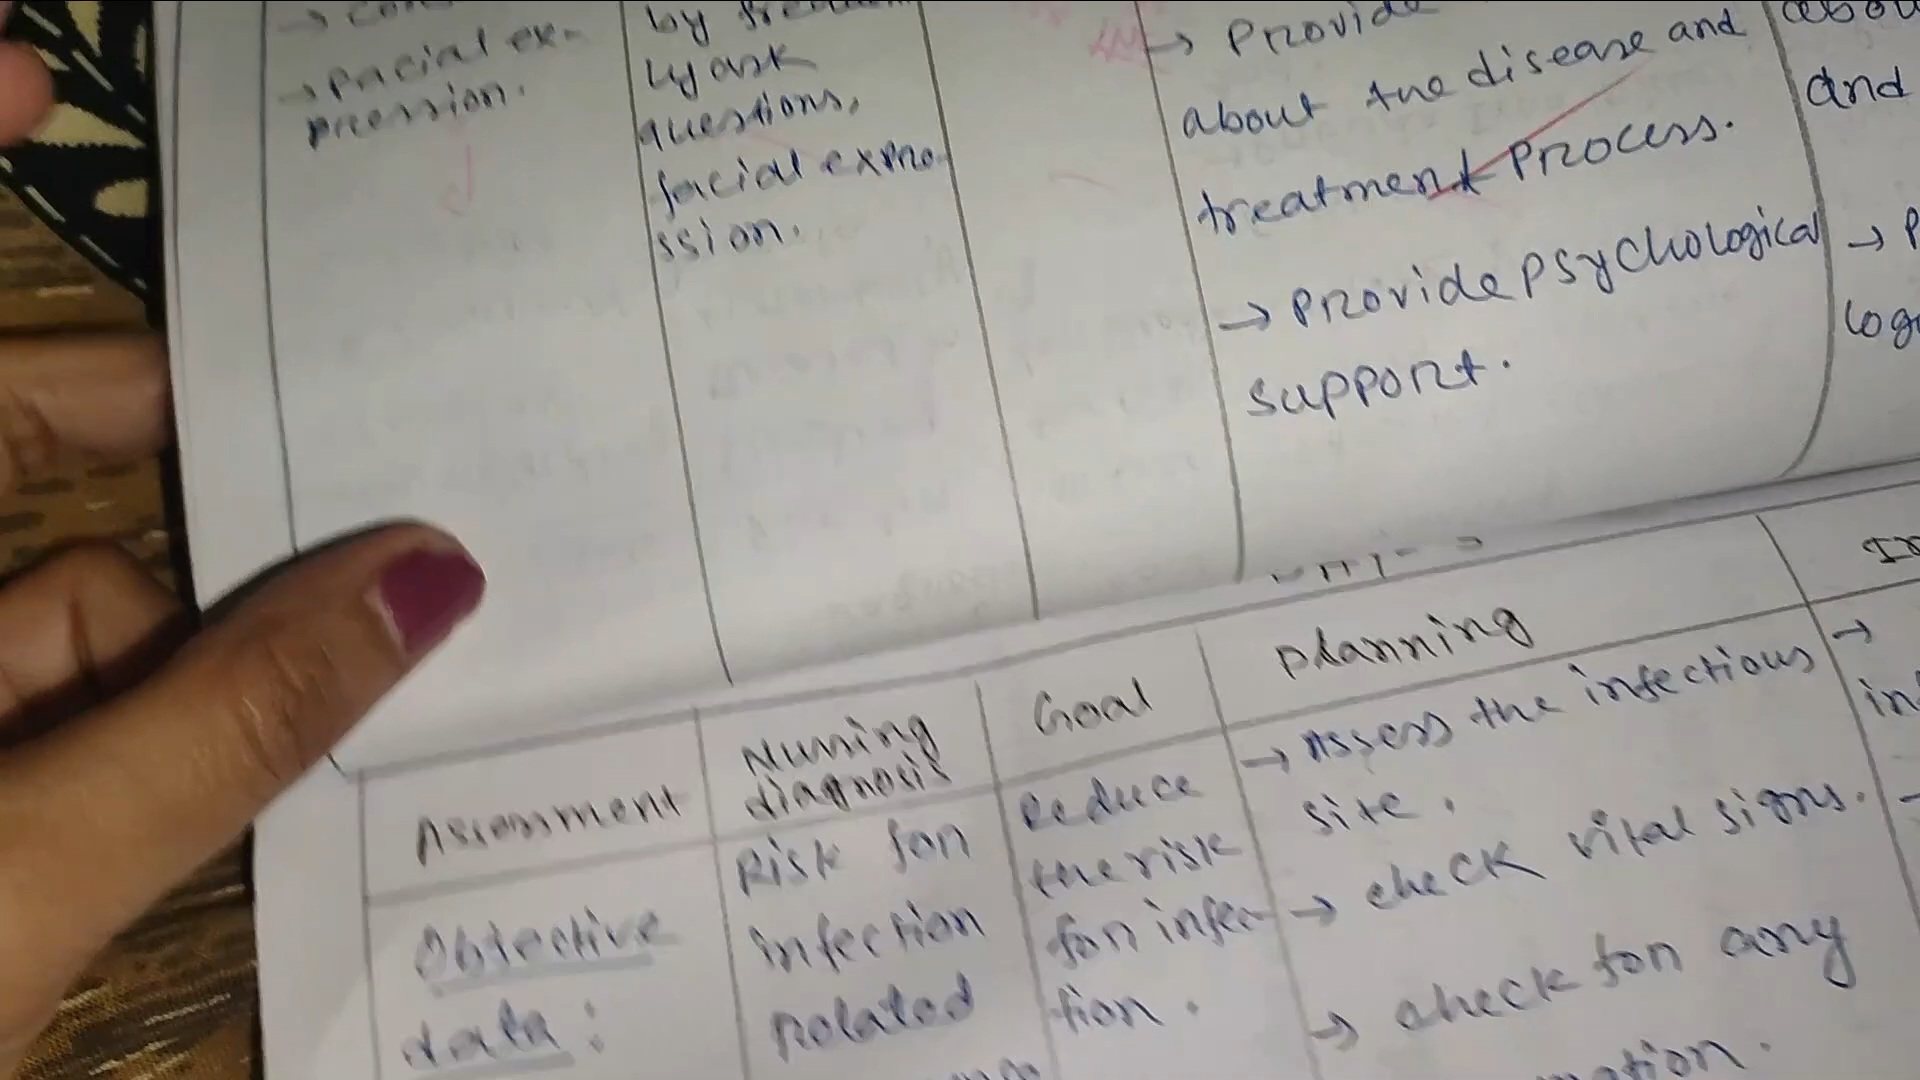 → facial ex-
pression.
by
ly ask
questions,
facial expre-
ssion.
→ Provide
about the disease and
treatment process.
→ Provide psychological
support.
and
→ P
Assessment
Nursing
diagnosis
Goal
Planning
Objective
data:
Risk for
infection
related
Reduce
the risk
for infec-
tion.
→ Assess the infectious
site.
→ check vital signs.
→ check for any
→